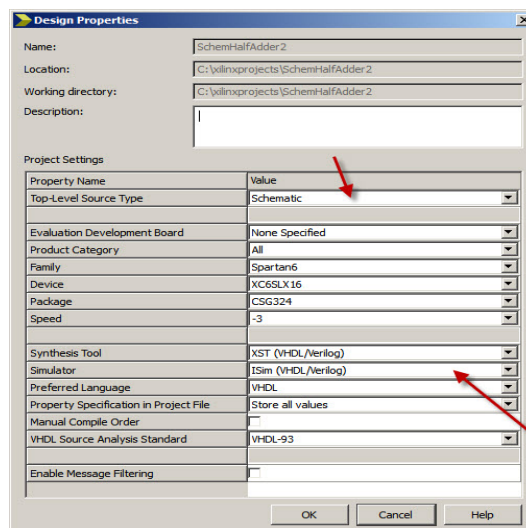 Design Properties
Name: SchemHalfAdder2
Location: C:\xilinxprojects\SchemHalfAdder2
Working directory: C:\xilinxprojects\SchemHalfAdder2
Description:
Project Settings
Property Name Value
Top-Level Source Type Schematic
Evaluation Development Board None Specified
Product Category All
Family Spartan6
Device XC6SLX16
Package CSG324
Speed -3
Synthesis Tool XST (VHDL/Verilog)
Simulator ISim (VHDL/Verilog)
Preferred Language VHDL
Property Specification in Project File Store all values
Manual Compile Order
VHDL Source Analysis Standard VHDL-93
Enable Message Filtering
OK Cancel Help